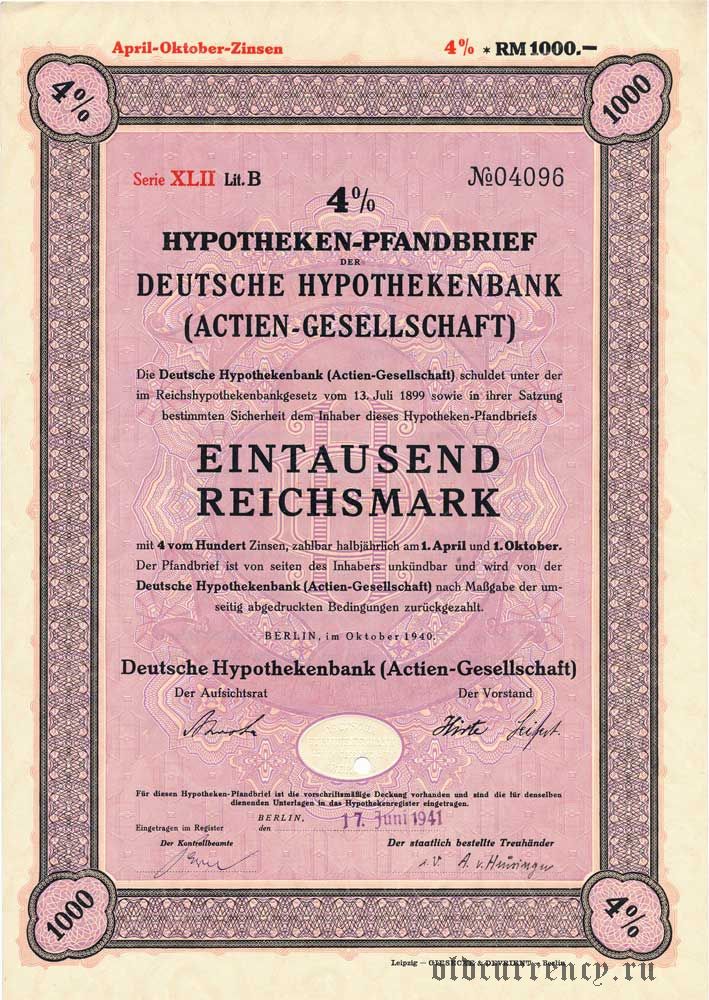 April-Oktober-Zinsen 4% * RM 1000.—
4% 1000
Serie XLII Lit. B №04096
4%
HYPOTHEKEN-PFANDBRIEF
DER
DEUTSCHE HYPOTHEKENBANK
(ACTIEN-GESELLSCHAFT)
Die Deutsche Hypothekenbank (Actien-Gesellschaft) schuldet unter der
im Reichshypothekenbankgesetz vom 13. Juli 1899 sowie in ihrer Satzung
bestimmten Sicherheit dem Inhaber dieses Hypotheken-Pfandbriefs
EINTAUSEND
REICHSMARK
mit 4 vom Hundert Zinsen, zahlbar halbjährlich am 1. April und 1. Oktober.
Der Pfandbrief ist von seiten des Inhabers unkündbar und wird von der
Deutsche Hypothekenbank (Actien-Gesellschaft) nach Maßgabe der um-
seitig abgedruckten Bedingungen zurückgezahlt.
BERLIN, im Oktober 1940.
Deutsche Hypothekenbank (Actien-Gesellschaft)
Der Aufsichtsrat Der Vorstand
Hirte Seifert
Für diesen Hypotheken-Pfandbrief ist die vorschriftsmäßige Deckung vorhanden und sind die für denselben
dienenden Unterlagen in das Hypothekenregister eingetragen.
BERLIN,
Eingetragen im Register den 17. Juni 1941
Der Kontrollbeamte Der staatlich bestellte Treuhänder
i.V.
1000 4%
Leipzig — GIESECKE & DEVRIENT — Berlin
oldcurrency.ru